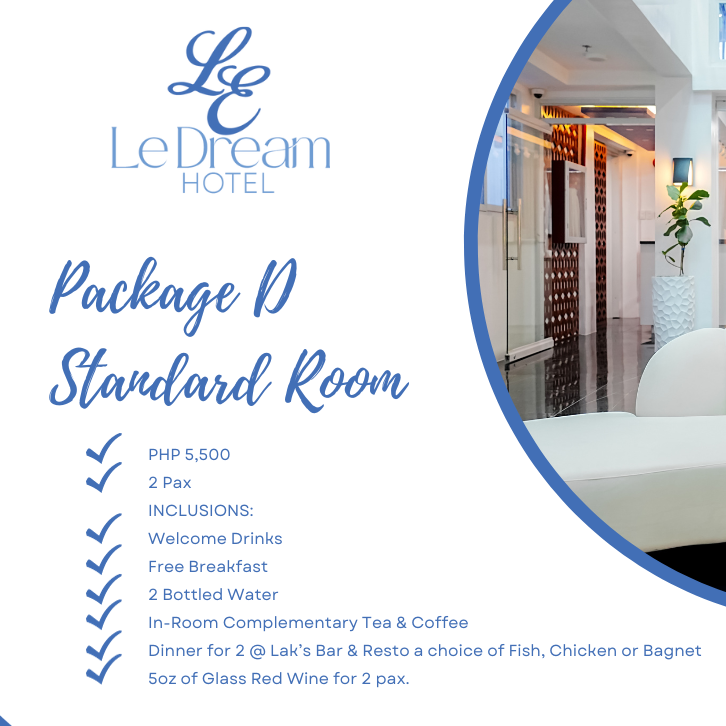 LE
Le Dream
HOTEL
Package D
Standard Room
PHP 5,500
2 Pax
INCLUSIONS:
Welcome Drinks
Free Breakfast
2 Bottled Water
In-Room Complementary Tea & Coffee
Dinner for 2 @ Lak's Bar & Resto a choice of Fish, Chicken or Bagnet
5oz of Glass Red Wine for 2 pax.